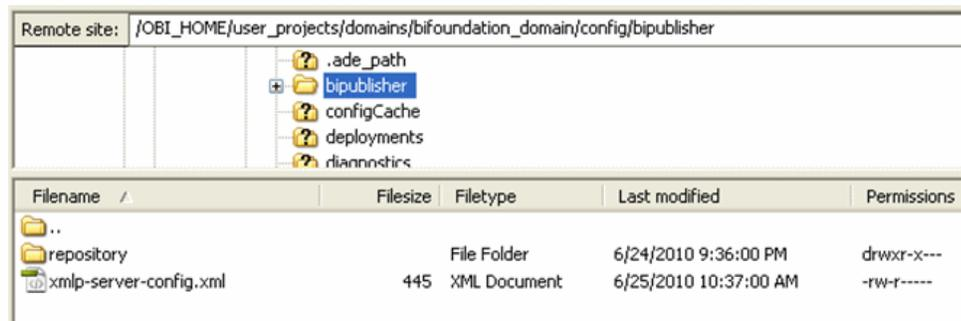 Remote site: /OBI_HOME/user_projects/domains/bifoundation_domain/config/bipublisher
.ade_path
bipublisher
configCache
deployments
diagnostics
Filename Filesize Filetype Last modified Permissions
..
repository File Folder 6/24/2010 9:36:00 PM drwxr-x---
xmlp-server-config.xml 445 XML Document 6/25/2010 10:37:00 AM -rw-r-----